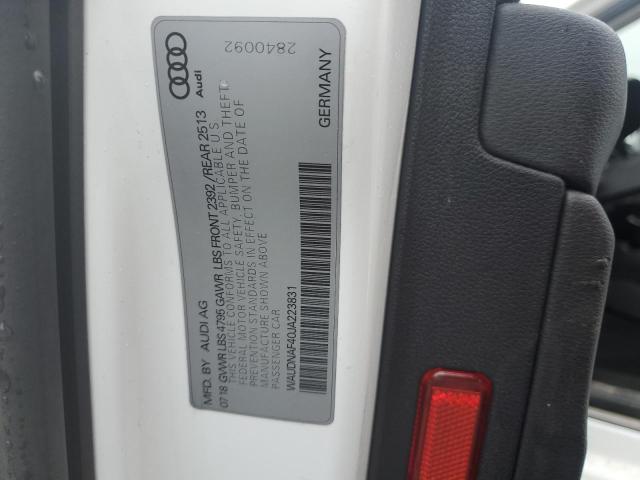 MFD. BY AUDI AG
07/18 GVWR LBS 4795 GAWR LBS FRONT 2392 / REAR 2513
THIS VEHICLE CONFORMS TO ALL APPLICABLE U S
FEDERAL MOTOR VEHICLE SAFETY, BUMPER AND THEFT
PREVENTION STANDARDS IN EFFECT ON THE DATE OF
MANUFACTURE SHOWN ABOVE
PASSENGER CAR
WAUDNAF40JA223831
Audi
2840092
GERMANY